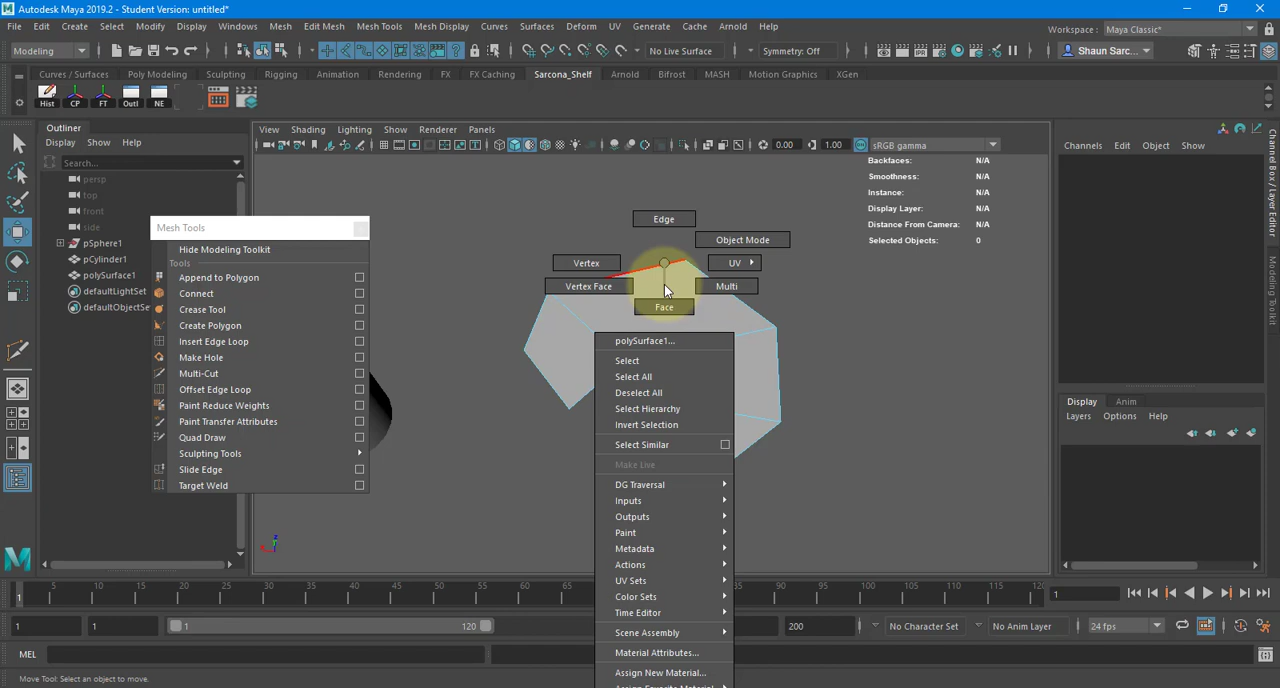 Autodesk Maya 2019.2 - Student Version: untitled*
File Edit Create Select Modify Display Windows Mesh Edit Mesh Mesh Tools Mesh Display Curves Surfaces Deform UV Generate Cache Arnold Help
Workspace : Maya Classic*
Modeling No Live Surface Symmetry: Off Shaun Sarc...
Curves / Surfaces Poly Modeling Sculpting Rigging Animation Rendering FX FX Caching Sarcona_Shelf Arnold Bifrost MASH Motion Graphics XGen
Hist CP FT Outl NE
Outliner
Display Show Help
Search...
persp
top
front
side
pSphere1
pCylinder1
polySurface1
defaultLightSet
defaultObjectSe
Mesh Tools
Hide Modeling Toolkit
Tools
Append to Polygon
Connect
Crease Tool
Create Polygon
Insert Edge Loop
Make Hole
Multi-Cut
Offset Edge Loop
Paint Reduce Weights
Paint Transfer Attributes
Quad Draw
Sculpting Tools
Slide Edge
Target Weld
View Shading Lighting Show Renderer Panels
0.00 1.00 sRGB gamma
Backfaces: N/A
Smoothness: N/A
Instance: N/A
Display Layer: N/A
Distance From Camera: N/A
Selected Objects: 0
Edge
Object Mode
Vertex UV
Vertex Face Multi
Face
polySurface1...
Select
Select All
Deselect All
Select Hierarchy
Invert Selection
Select Similar
Make Live
DG Traversal
Inputs
Outputs
Paint
Metadata
Actions
UV Sets
Color Sets
Time Editor
Scene Assembly
Material Attributes...
Assign New Material...
Channels Edit Object Show
Display Anim
Layers Options Help
Channel Box / Layer Editor
Modeling Toolkit
5 10 15 20 25 30 35 40 45 50 55 60 85 90 95 100 105 110 115
1 1
1 1 1 120 200 No Character Set No Anim Layer 24 fps
MEL
Move Tool: Select an object to move.